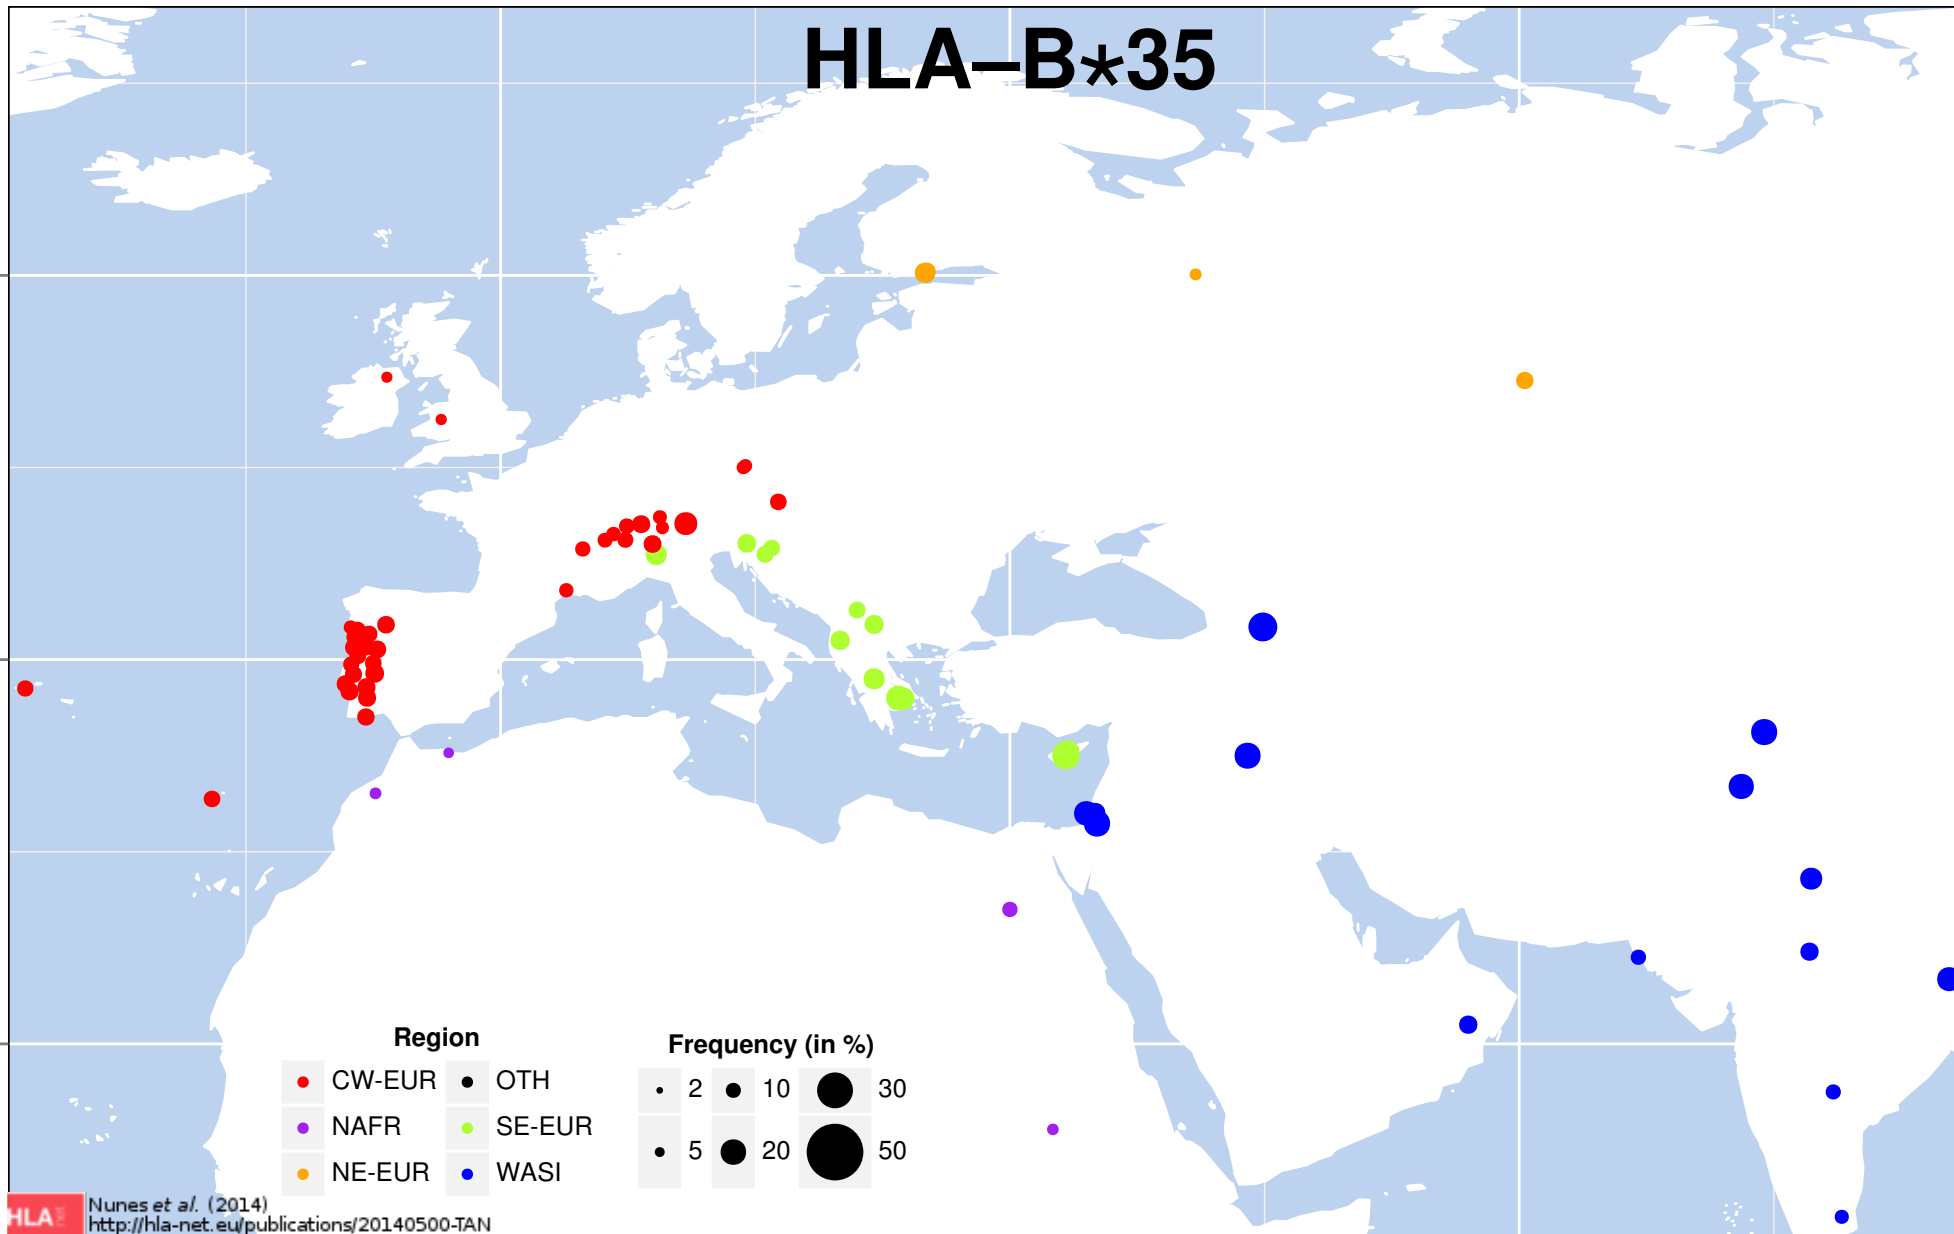 HLA–B*35
Region
CW-EUR OTH
NAFR SE-EUR
NE-EUR WASI
Frequency (in %)
2 10 30
5 20 50
HLA net
Nunes et al. (2014)
http://hla-net.eu/publications/20140500-TAN